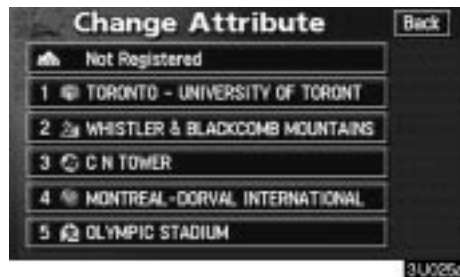 Change Attribute
Back
Not Registered
1 TORONTO - UNIVERSITY OF TORONT
2 WHISTLER & BLACKCOMB MOUNTAINS
3 C N TOWER
4 MONTREAL-DORVAL INTERNATIONAL
5 OLYMPIC STADIUM